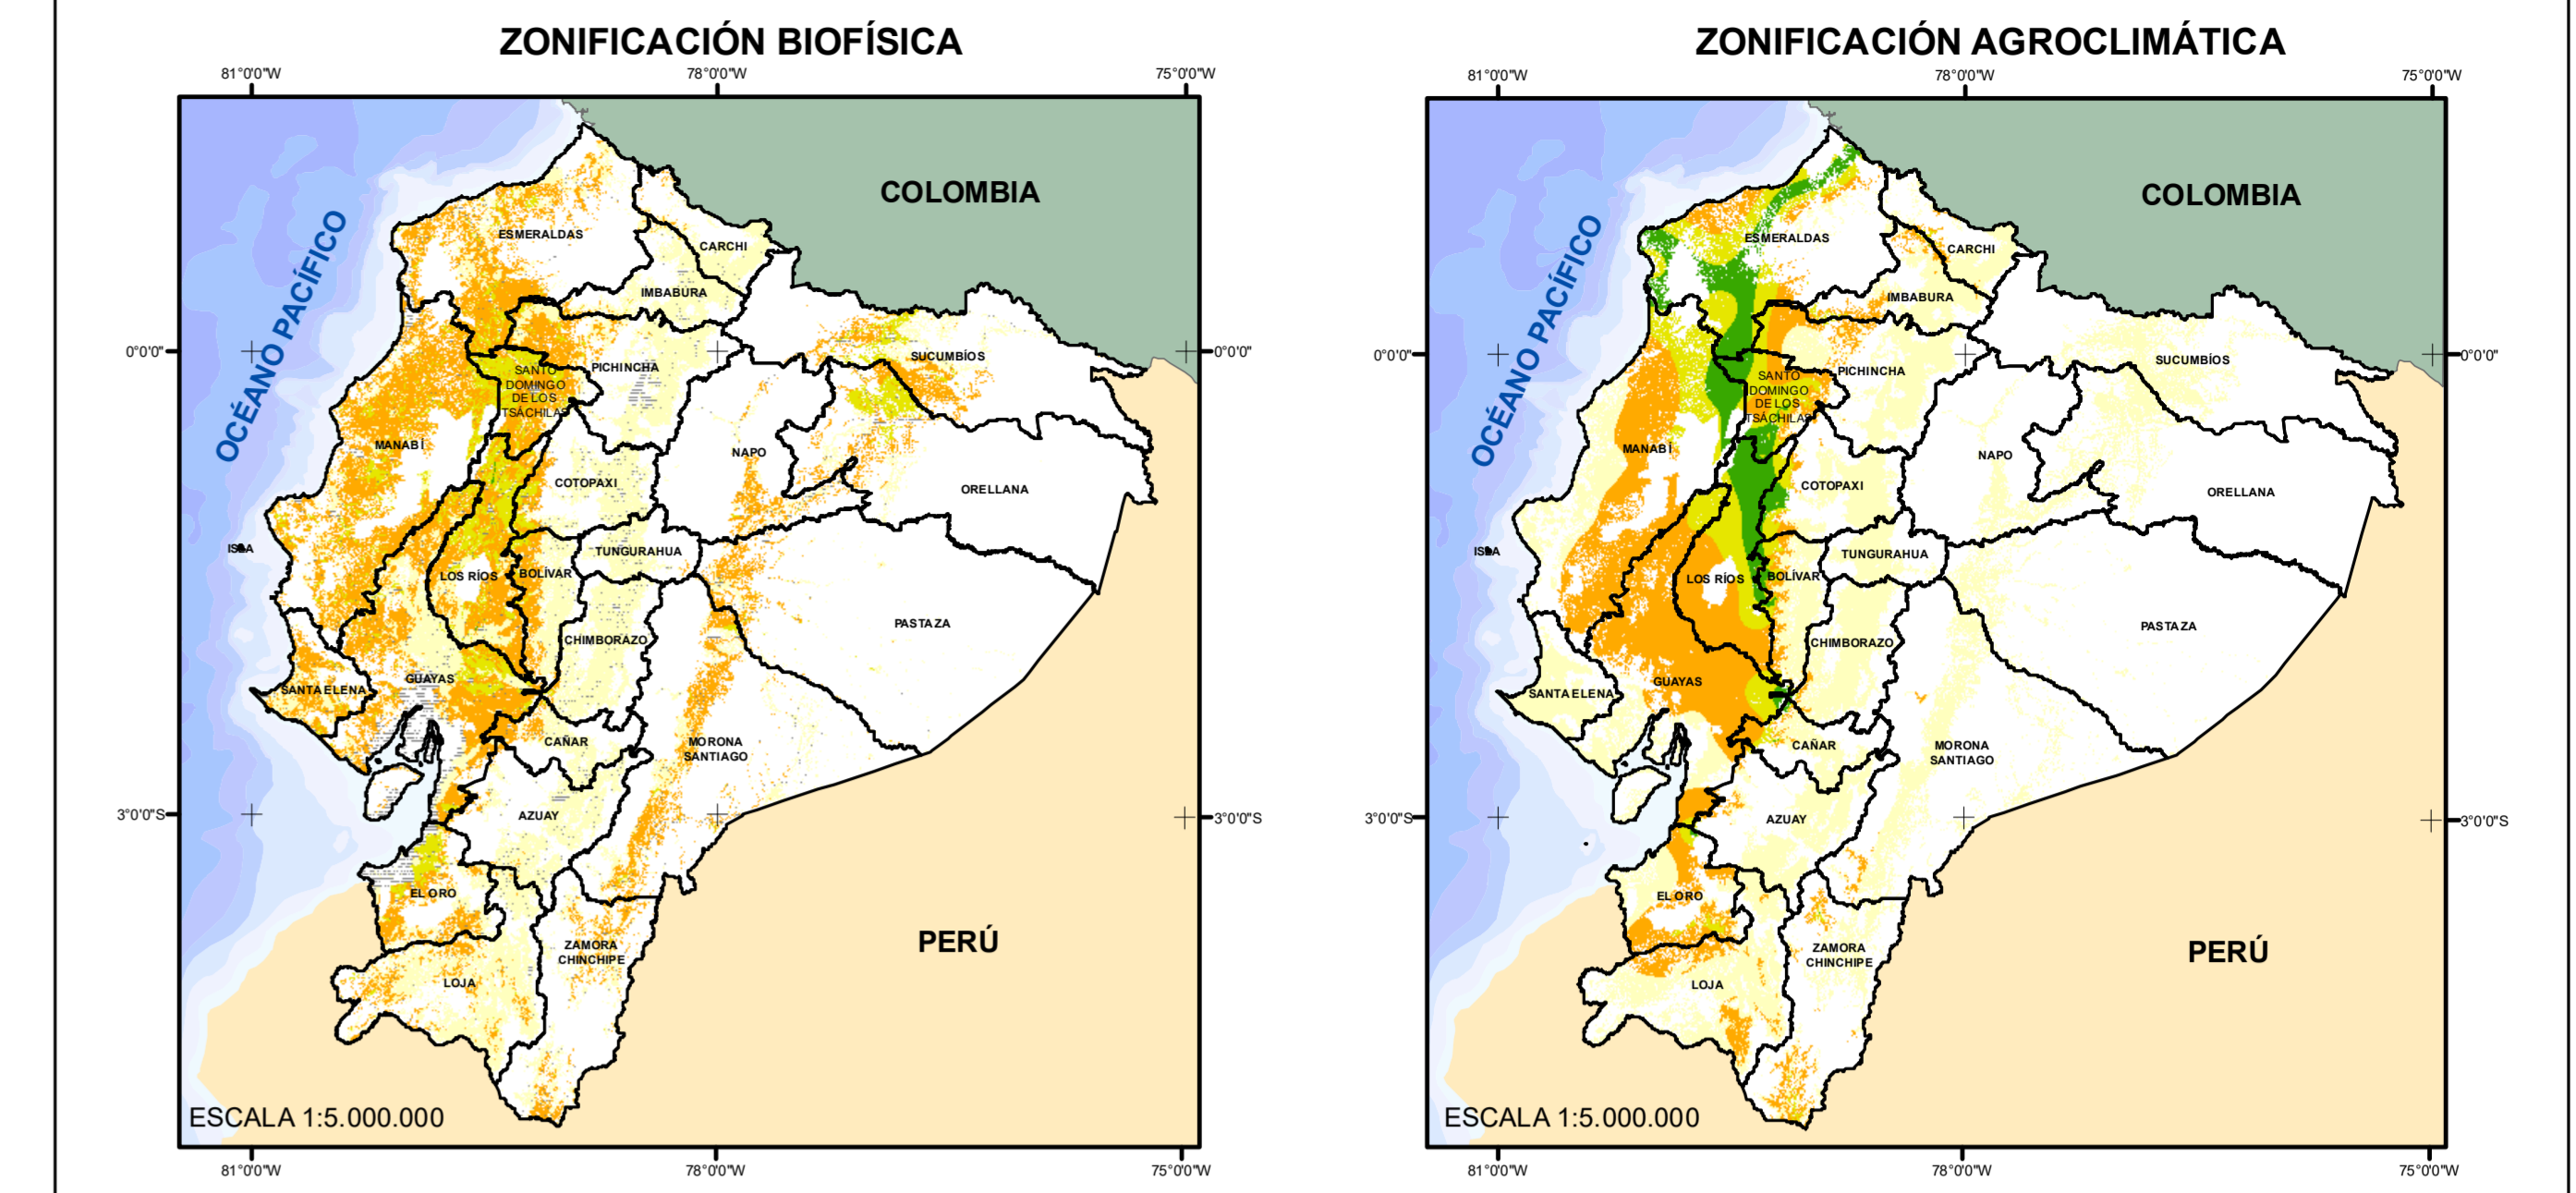 ZONIFICACIÓN BIOFÍSICA
81°0'0"W
78°0'0"W
75°0'0"W
COLOMBIA
OCÉANO PACÍFICO
ESMERALDAS
CARCHI
IMBABURA
0°0'0"
0°0'0"
SUCUMBÍOS
PICHINCHA
SANTO
DOMINGO
DE LOS
TSÁCHILAS
MANABÍ
NAPO
COTOPAXI
ORELLANA
ISLA
TUNGURAHUA
LOS RÍOS
BOLÍVAR
PASTAZA
CHIMBORAZO
GUAYAS
SANTA ELENA
CAÑAR
MORONA
SANTIAGO
3°0'0"S
3°0'0"S
AZUAY
EL ORO
PERÚ
ZAMORA
CHINCHIPE
LOJA
ESCALA 1:5.000.000
81°0'0"W
78°0'0"W
75°0'0"W
ZONIFICACIÓN AGROCLIMÁTICA
81°0'0"W
78°0'0"W
75°0'0"W
COLOMBIA
OCÉANO PACÍFICO
ESMERALDAS
CARCHI
IMBABURA
0°0'0"
0°0'0"
SUCUMBÍOS
PICHINCHA
SANTO
DOMINGO
DE LOS
TSÁCHILAS
MANABÍ
NAPO
COTOPAXI
ORELLANA
ISLA
TUNGURAHUA
LOS RÍOS
BOLÍVAR
PASTAZA
CHIMBORAZO
GUAYAS
SANTA ELENA
CAÑAR
MORONA
SANTIAGO
3°0'0"S
3°0'0"S
AZUAY
EL ORO
PERÚ
ZAMORA
CHINCHIPE
LOJA
ESCALA 1:5.000.000
81°0'0"W
78°0'0"W
75°0'0"W